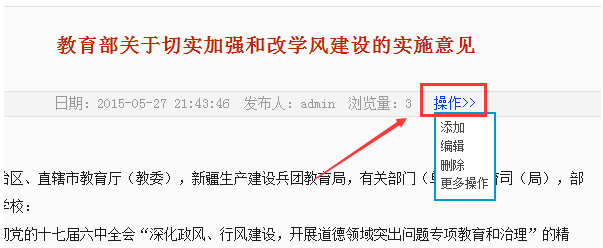 教育部关于切实加强和改学风建设的实施意见
日期：2015-05-27 21:43:46 发布人：admin 浏览量：3 操作>>
添加
编辑
删除
更多操作
治区、直辖市教育厅（教委），新疆生产建设兵团教育局，有关部门（育司（局），部
学校：
彻党的十七届六中全会“深化政风、行风建设，开展道德领域突出问题专项教育和治理”的精